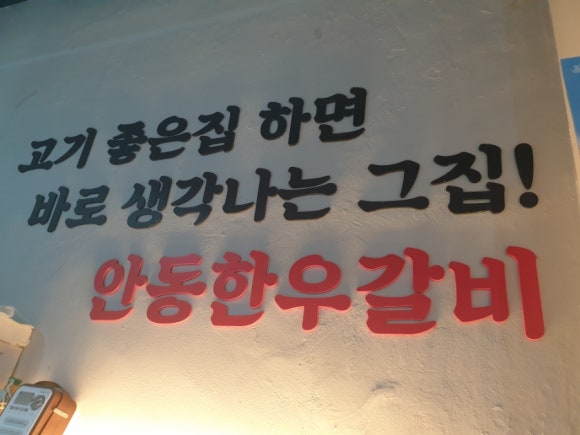 고기 좋은집 하면
바로 생각나는 그집!
안동한우갈비